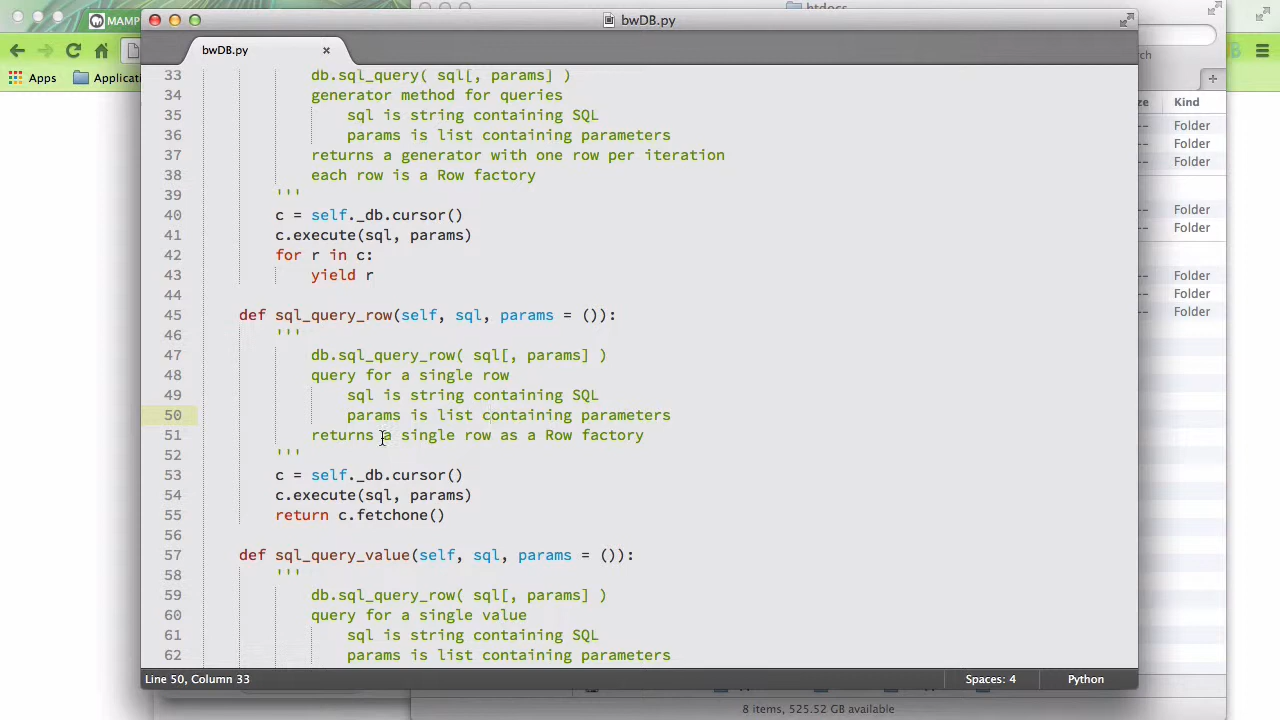 htdocs
MAMP
bwDB.py
bwDB.py
Apps
Applicati
Kind
33 db.sql_query( sql[, params] )
34 generator method for queries
35 sql is string containing SQL
36 params is list containing parameters
37 returns a generator with one row per iteration
38 each row is a Row factory
39 '''
40 c = self._db.cursor()
41 c.execute(sql, params)
42 for r in c:
43 yield r
44
45 def sql_query_row(self, sql, params = ()):
46 '''
47 db.sql_query_row( sql[, params] )
48 query for a single row
49 sql is string containing SQL
50 params is list containing parameters
51 returns a single row as a Row factory
52 '''
53 c = self._db.cursor()
54 c.execute(sql, params)
55 return c.fetchone()
56
57 def sql_query_value(self, sql, params = ()):
58 '''
59 db.sql_query_row( sql[, params] )
60 query for a single value
61 sql is string containing SQL
62 params is list containing parameters
-- Folder
-- Folder
-- Folder
-- Folder
-- Folder
-- Folder
-- Folder
-- Folder
Line 50, Column 33
Spaces: 4
Python
8 items, 525.52 GB available